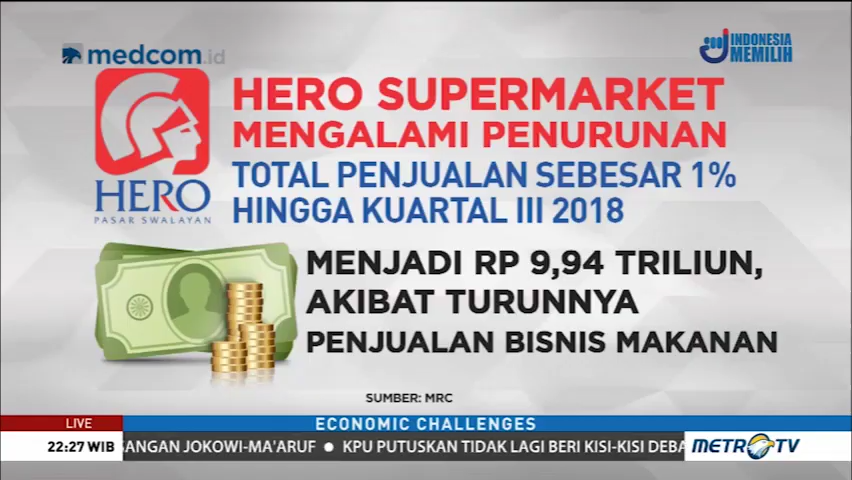 medcom.id
INDONESIA
MEMILIH
HERO SUPERMARKET
MENGALAMI PENURUNAN
TOTAL PENJUALAN SEBESAR 1%
HINGGA KUARTAL III 2018
HERO
PASAR SWALAYAN
MENJADI RP 9,94 TRILIUN,
AKIBAT TURUNNYA
PENJUALAN BISNIS MAKANAN
SUMBER: MRC
LIVE
ECONOMIC CHALLENGES
22:27 WIB
SANGAN JOKOWI-MA'ARUF ● KPU PUTUSKAN TIDAK LAGI BERI KISI-KISI DEBA
METRO TV